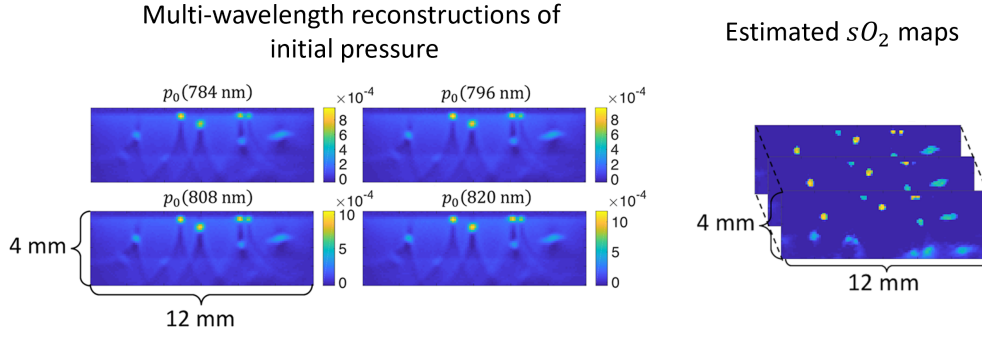 Multi-wavelength reconstructions of
initial pressure
Estimated sO₂ maps
p₀(784 nm)
×10⁻⁴
8
6
4
2
0
p₀(796 nm)
×10⁻⁴
8
6
4
2
0
p₀(808 nm)
×10⁻⁴
10
5
0
p₀(820 nm)
×10⁻⁴
10
5
0
4 mm
12 mm
4 mm
12 mm